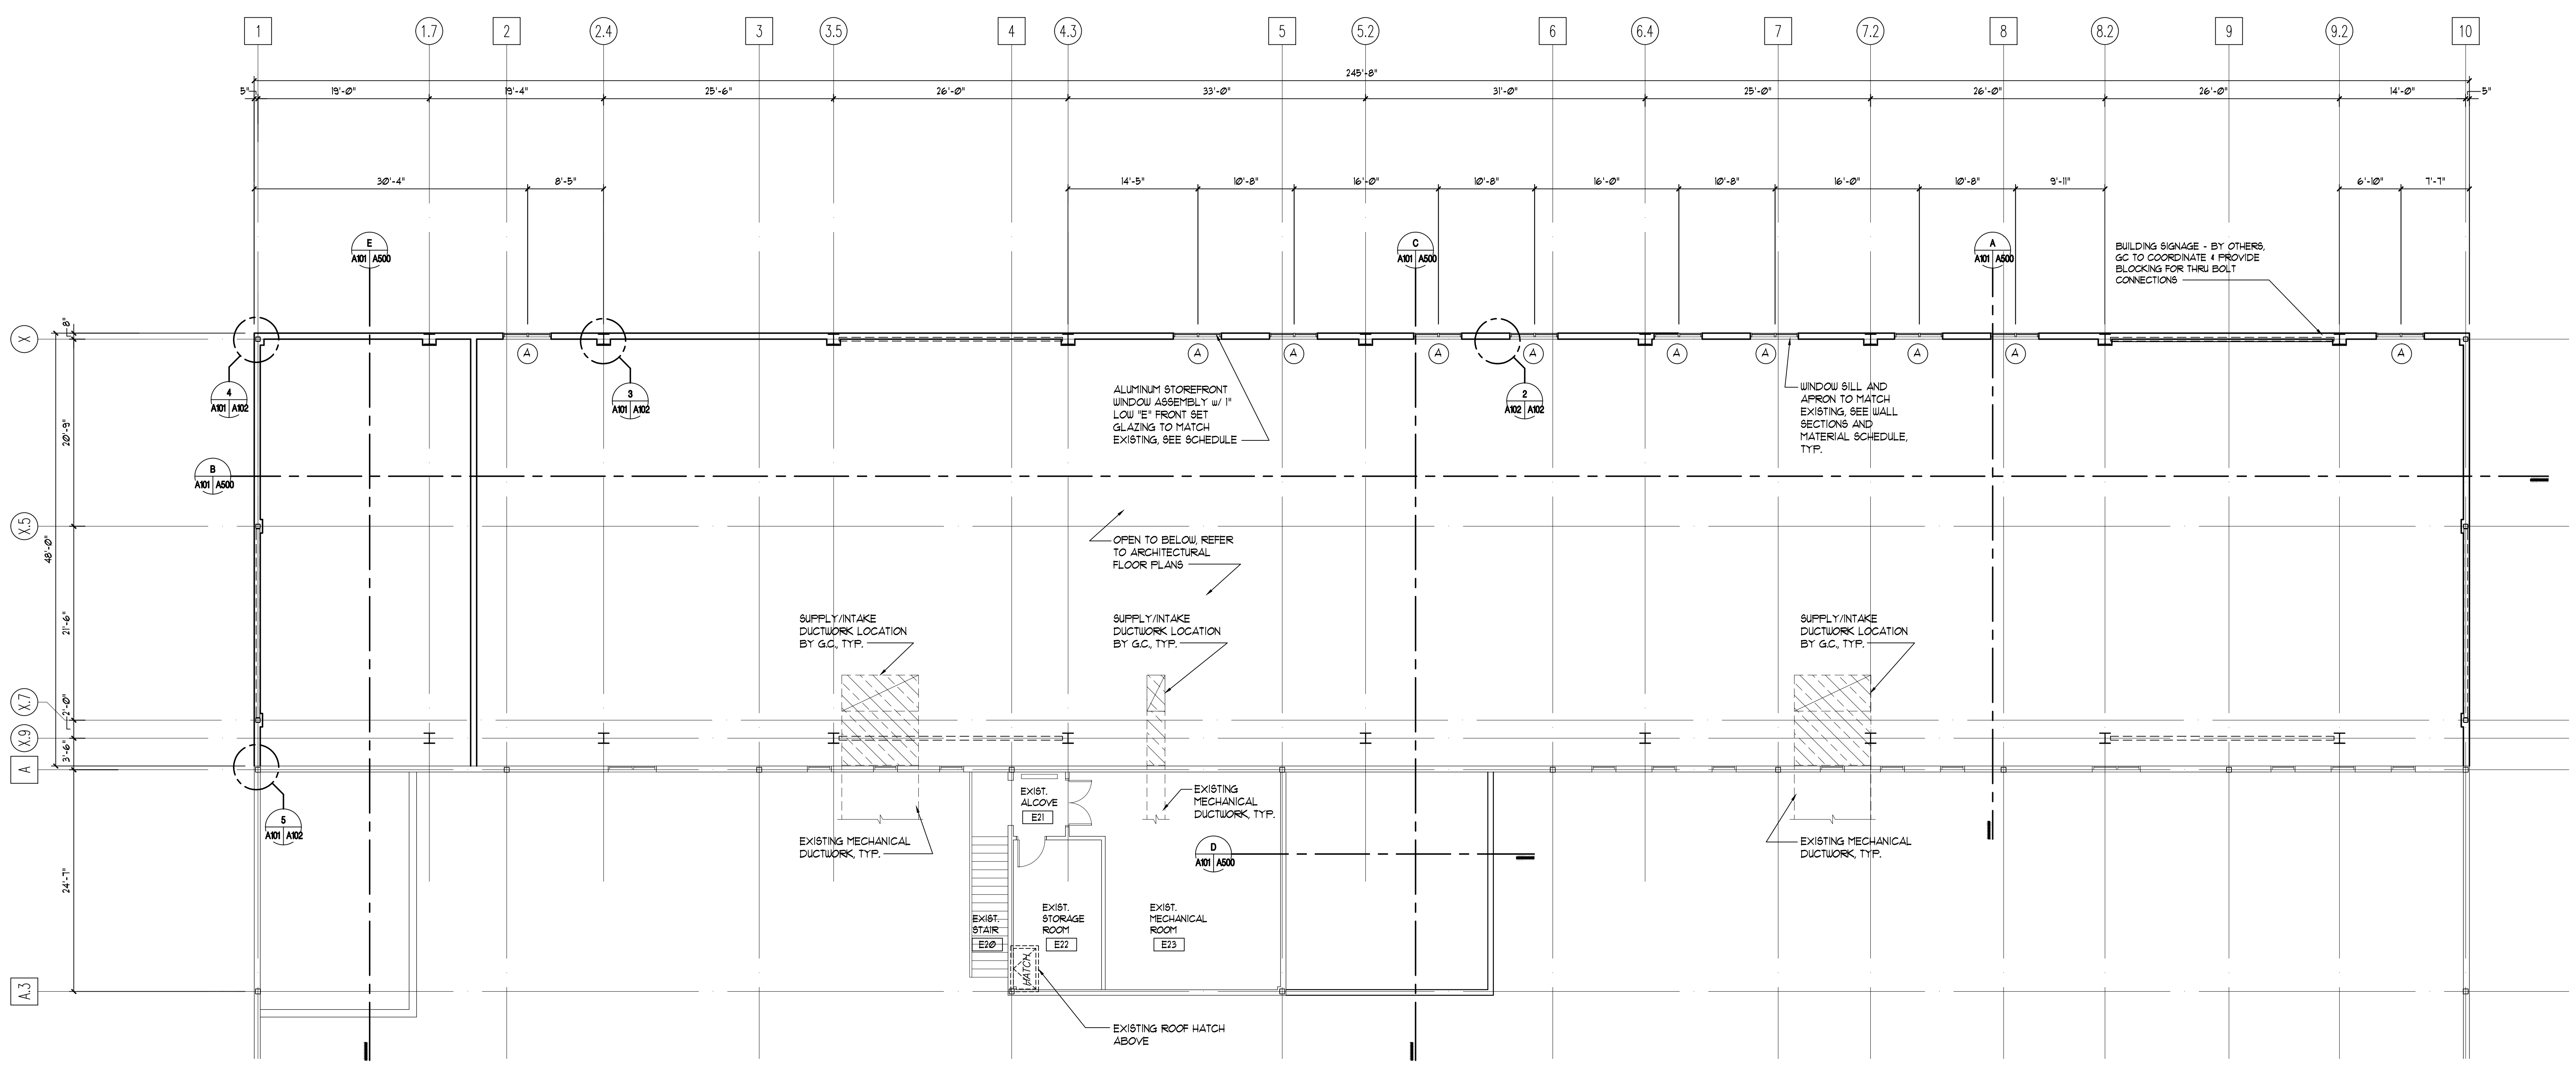 1 1.7 2 2.4 3 3.5 4 4.3 5 5.2 6 6.4 7 7.2 8 8.2 9 9.2 10
245'-8"
5" 19'-0" 19'-4" 25'-6" 26'-0" 33'-0" 31'-0" 25'-0" 26'-0" 26'-0" 14'-0" 5"
30'-4" 8'-5" 14'-5" 10'-8" 16'-0" 10'-8" 16'-0" 10'-8" 16'-0" 10'-8" 9'-11" 6'-10" 7'-7"
E
A101 A500
C
A101 A500
A
A101 A500
BUILDING SIGNAGE - BY OTHERS,
GC TO COORDINATE & PROVIDE
BLOCKING FOR THRU BOLT
CONNECTIONS
X
8"
A A A A A A A A A A
4
A101 A102
3
A101 A102
2
A102 A102
ALUMINUM STOREFRONT
WINDOW ASSEMBLY w/ 1"
LOW "E" FRONT SET
GLAZING TO MATCH
EXISTING, SEE SCHEDULE
WINDOW SILL AND
APRON TO MATCH
EXISTING, SEE WALL
SECTIONS AND
MATERIAL SCHEDULE,
TYP.
20'-9"
B
A101 A500
X.5
48'-0"
OPEN TO BELOW, REFER
TO ARCHITECTURAL
FLOOR PLANS
21'-6"
SUPPLY/INTAKE
DUCTWORK LOCATION
BY G.C., TYP.
SUPPLY/INTAKE
DUCTWORK LOCATION
BY G.C., TYP.
SUPPLY/INTAKE
DUCTWORK LOCATION
BY G.C., TYP.
X.7
2'-0"
X.9
3'-6"
A
5
A101 A102
EXIST.
ALCOVE
E21
EXISTING
MECHANICAL
DUCTWORK, TYP.
EXISTING MECHANICAL
DUCTWORK, TYP.
D
A101 A500
EXISTING MECHANICAL
DUCTWORK, TYP.
24'-7"
EXIST.
STAIR
E20
EXIST.
STORAGE
ROOM
E22
EXIST.
MECHANICAL
ROOM
E23
HATCH
A.3
EXISTING ROOF HATCH
ABOVE